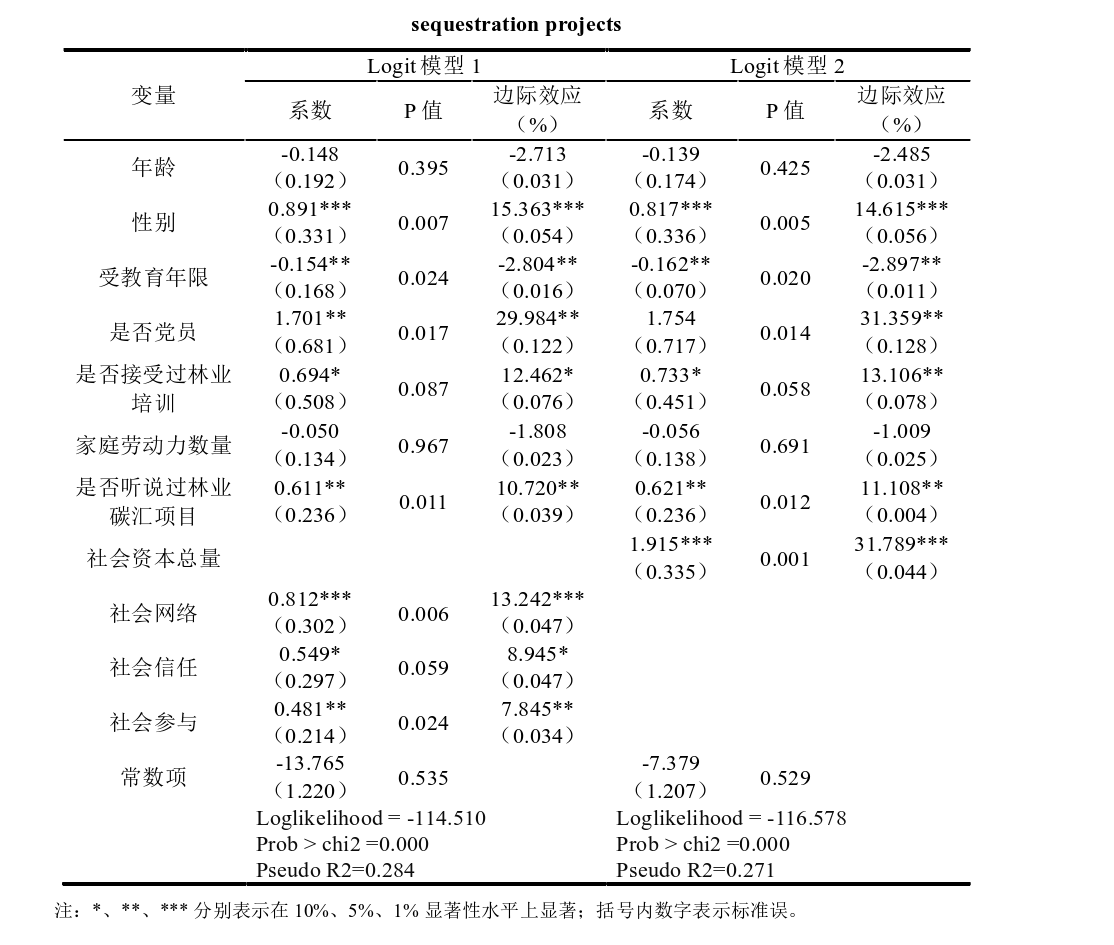 sequestration projects
变量 Logit 模型 1 Logit 模型 2
系数 P 值 边际效应（%） 系数 P 值 边际效应（%）
年龄 -0.148 0.395 -2.713 -0.139 0.425 -2.485
（0.192） （0.031） （0.174） （0.031）
性别 0.891*** 0.007 15.363*** 0.817*** 0.005 14.615***
（0.331） （0.054） （0.336） （0.056）
受教育年限 -0.154** 0.024 -2.804** -0.162** 0.020 -2.897**
（0.168） （0.016） （0.070） （0.011）
是否党员 1.701** 0.017 29.984** 1.754 0.014 31.359**
（0.681） （0.122） （0.717） （0.128）
是否接受过林业 0.694* 0.087 12.462* 0.733* 0.058 13.106**
培训 （0.508） （0.076） （0.451） （0.078）
家庭劳动力数量 -0.050 0.967 -1.808 -0.056 0.691 -1.009
（0.134） （0.023） （0.138） （0.025）
是否听说过林业 0.611** 0.011 10.720** 0.621** 0.012 11.108**
碳汇项目 （0.236） （0.039） （0.236） （0.004）
社会资本总量 1.915*** 0.001 31.789***
（0.335） （0.044）
社会网络 0.812*** 0.006 13.242***
（0.302） （0.047）
社会信任 0.549* 0.059 8.945*
（0.297） （0.047）
社会参与 0.481** 0.024 7.845**
（0.214） （0.034）
常数项 -13.765 0.535 -7.379 0.529
（1.220） （1.207）
Loglikelihood = -114.510 Loglikelihood = -116.578
Prob > chi2 =0.000 Prob > chi2 =0.000
Pseudo R2=0.284 Pseudo R2=0.271
注：*、**、*** 分别表示在 10%、5%、1% 显著性水平上显著；括号内数字表示标准误。